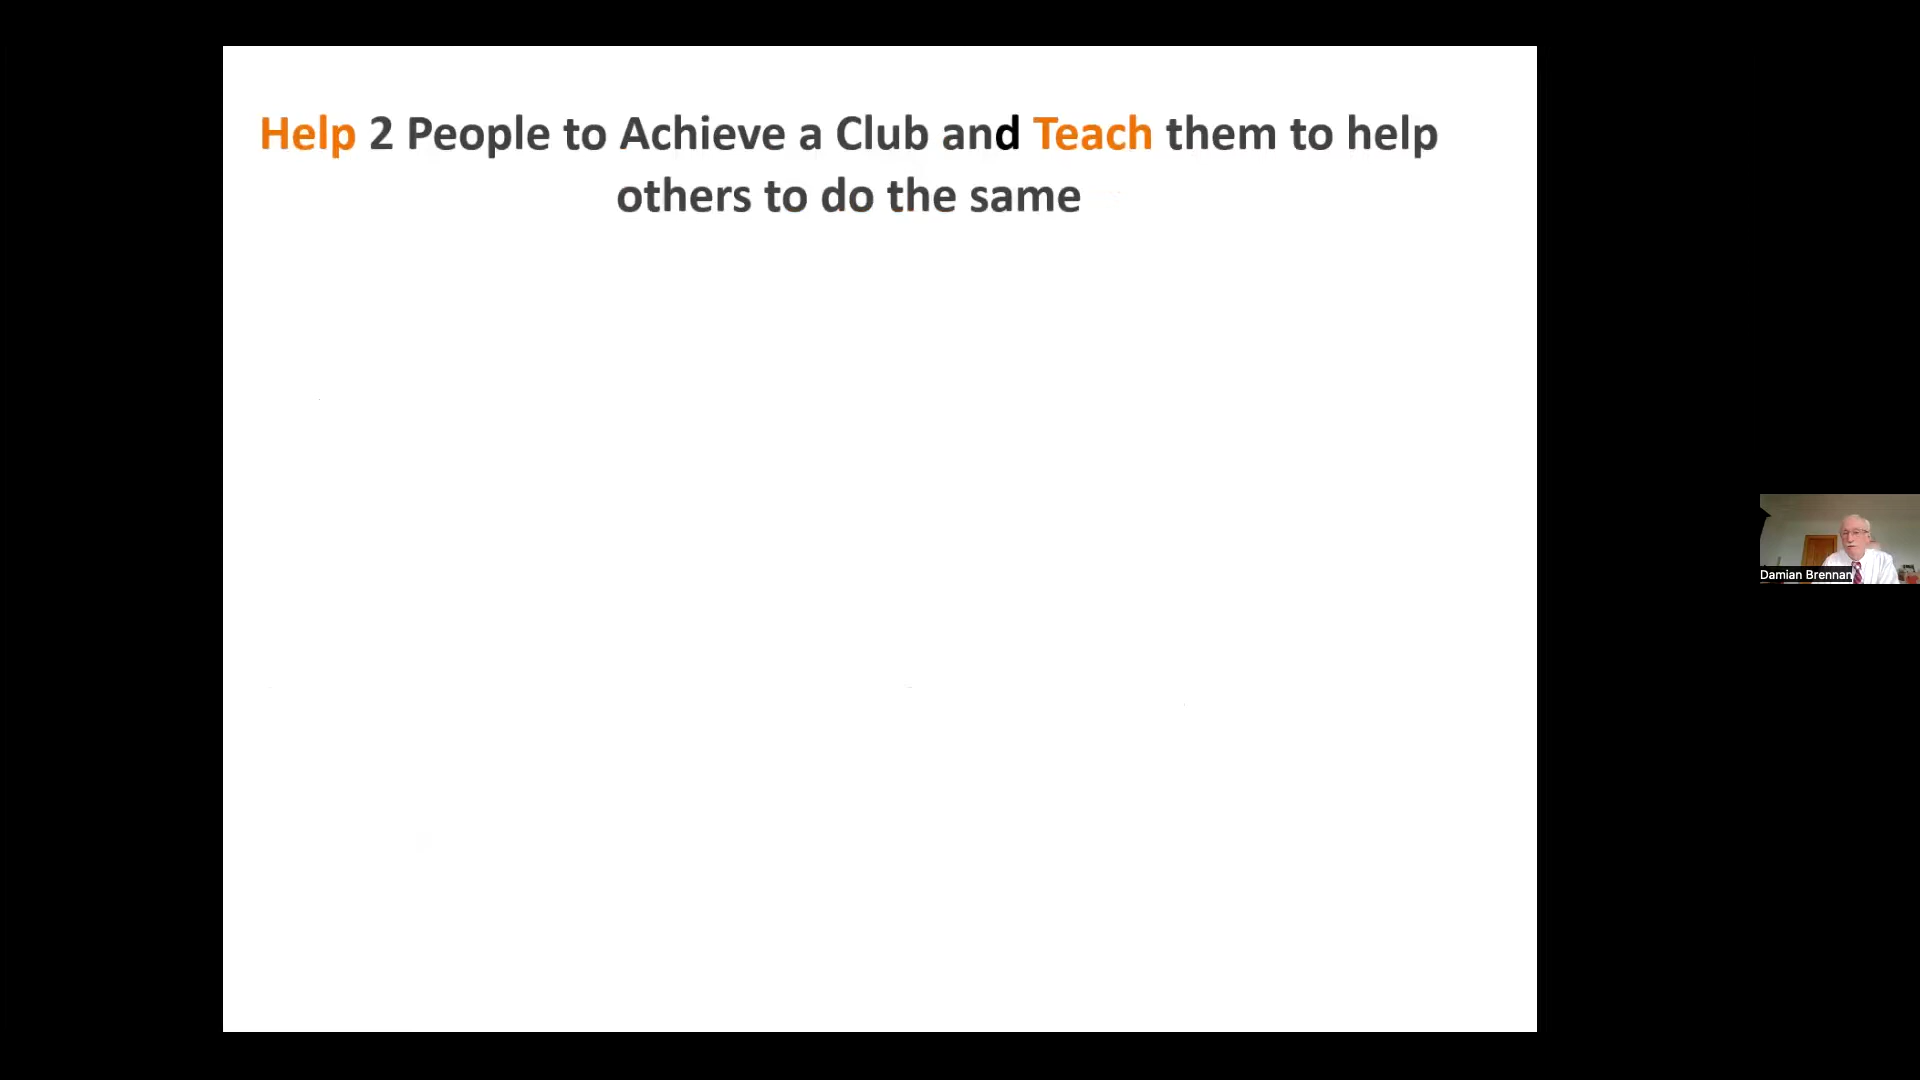 Help 2 People to Achieve a Club and Teach them to help
others to do the same
Damian Brennan